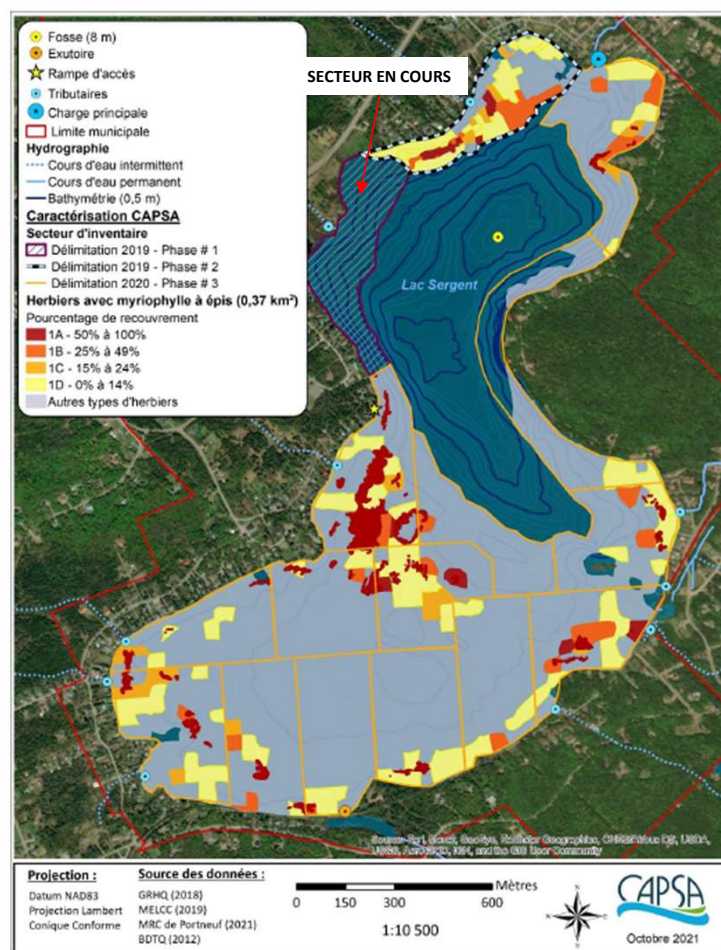 Fosse (8 m)
Exutoire
Rampe d'accès
Tributaires
Charge principale
Limite municipale
Hydrographie
Cours d'eau intermittent
Cours d'eau permanent
Bathymétrie (0,5 m)
Caractérisation CAPSA
Secteur d'inventaire
Délimitation 2019 - Phase # 1
Délimitation 2019 - Phase # 2
Délimitation 2020 - Phase # 3
Herbiers avec myriophylle à épis (0,37 km²)
Pourcentage de recouvrement
1A - 50% à 100%
1B - 25% à 49%
1C - 15% à 24%
1D - 0% à 14%
Autres types d'herbiers
SECTEUR EN COURS
Lac Sergent
and the GIS User Community
Projection :
Datum NAD83
Projection Lambert
Conique Conforme
Source des données :
GRHQ (2018)
MELCC (2019)
MRC de Portneuf (2021)
BDTQ (2012)
Mètres
0 150 300 600
1:10 500
N
E
S
CAPSA
Octobre 2021